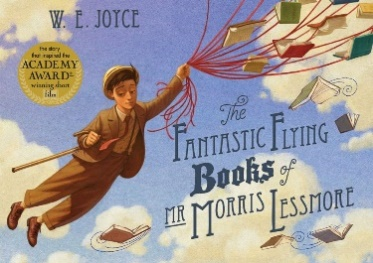 W. E. JOYCE
the story
that inspired the
ACADEMY
AWARD®
winning short
film
The
FANTASTIC FLYING
Books of
MR MORRIS LESSMORE